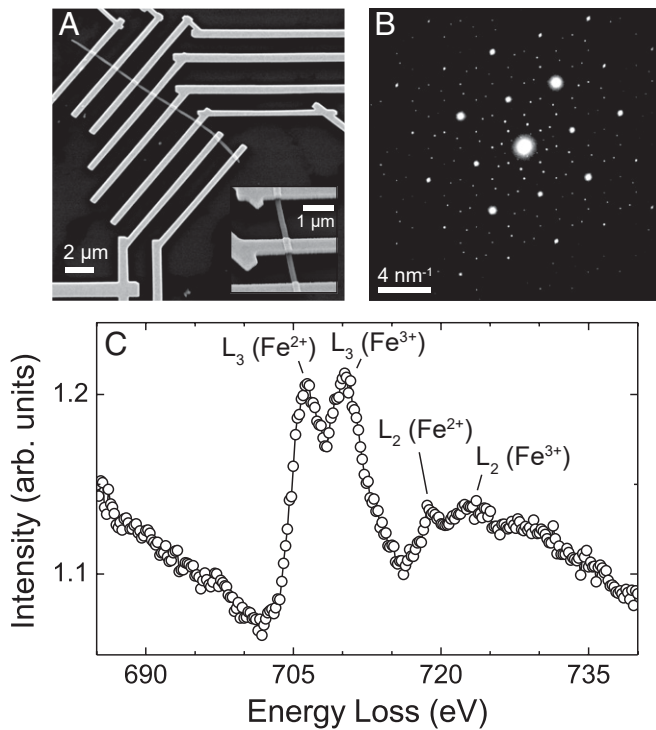 A
2 µm
1 µm
B
4 nm⁻¹
C
L₃ (Fe²⁺)
L₃ (Fe³⁺)
L₂ (Fe²⁺)
L₂ (Fe³⁺)
1.2
1.1
Intensity (arb. units)
690
705
720
735
Energy Loss (eV)